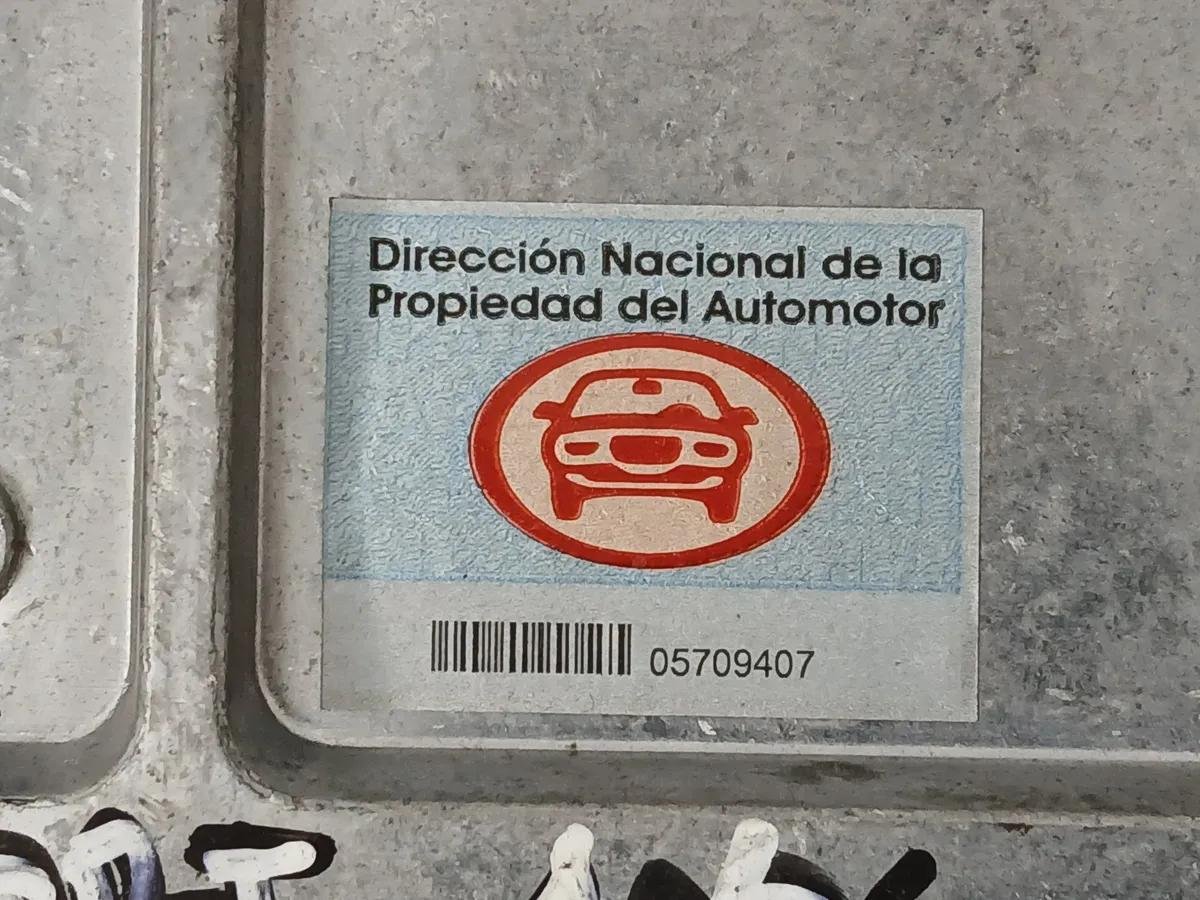 Dirección Nacional de la
Propiedad del Automotor
05709407